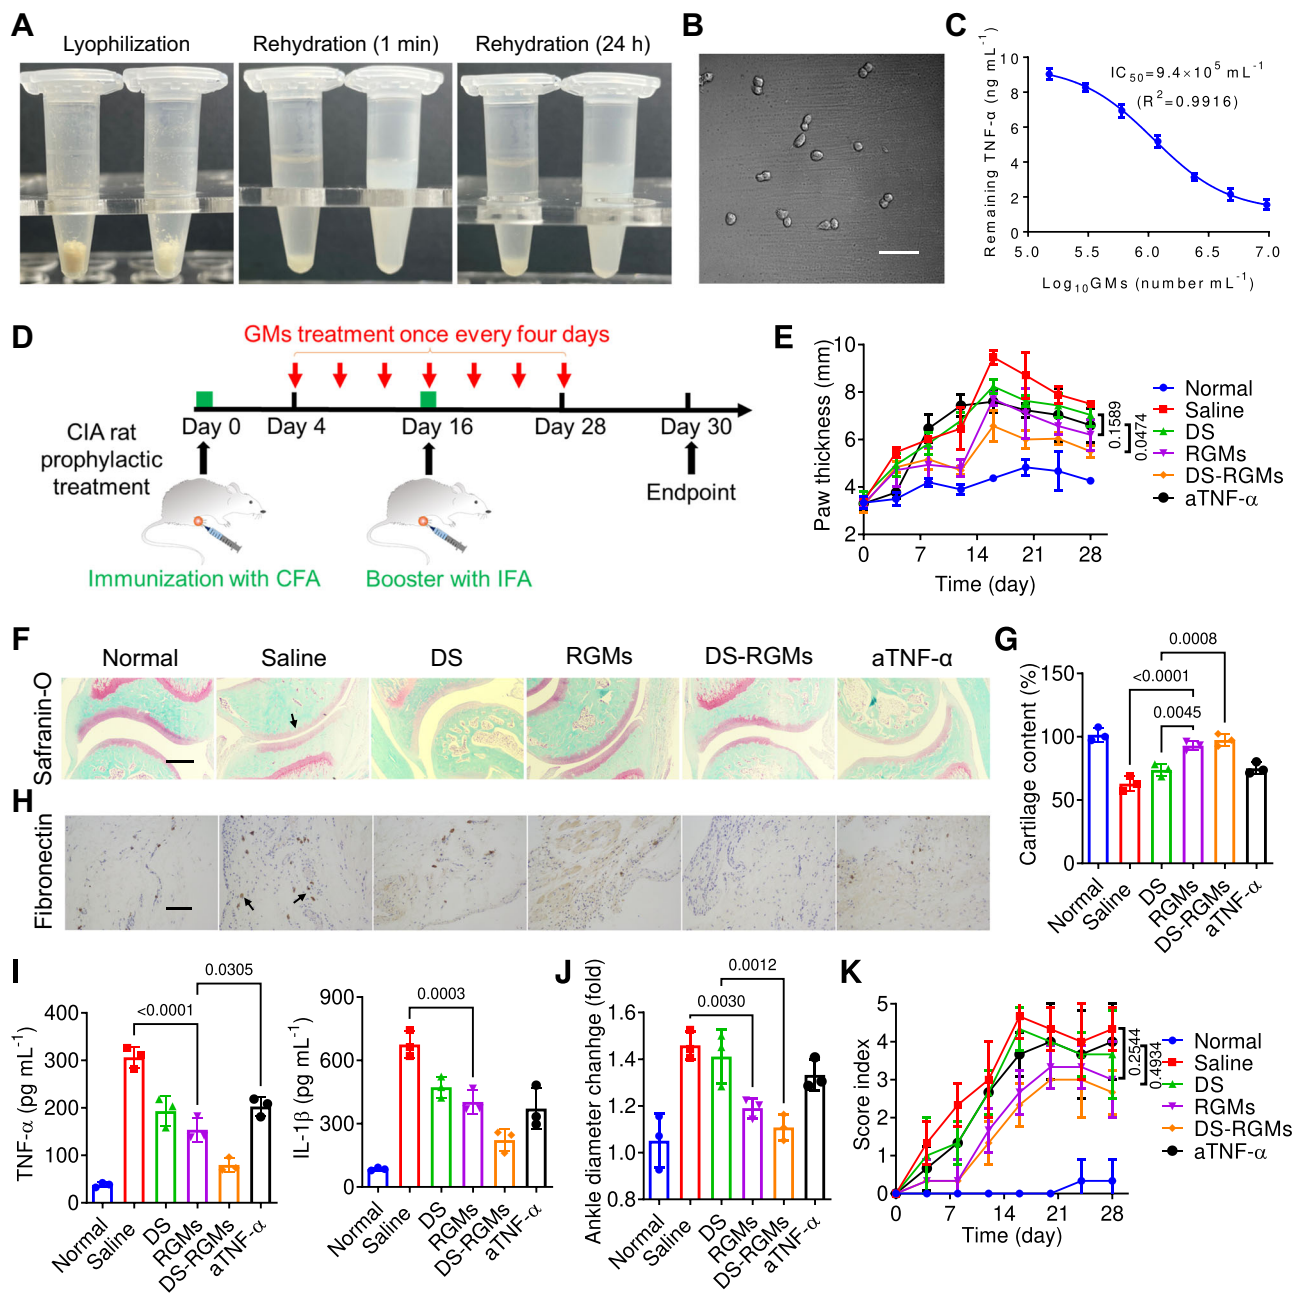 A
Lyophilization
Rehydration (1 min)
Rehydration (24 h)
B
C
Remaining TNF-α (ng mL⁻¹)
10
8
6
4
2
0
IC₅₀=9.4×10⁵ mL⁻¹
(R²=0.9916)
5.0 5.5 6.0 6.5 7.0
Log₁₀GMs (number mL⁻¹)
D
GMs treatment once every four days
Day 0 Day 4 Day 16 Day 28 Day 30
CIA rat
prophylactic
treatment
Endpoint
Immunization with CFA
Booster with IFA
E
Paw thickness (mm)
10
8
6
4
2
0 7 14 21 28
Time (day)
0.1589
0.0474
Normal
Saline
DS
RGMs
DS-RGMs
aTNF-α
F
Normal Saline DS RGMs DS-RGMs aTNF-α
Safranin-O
G
Cartilage content (%)
150
100
50
0
0.0008
<0.0001
0.0045
Normal
Saline
DS
RGMs
DS-RGMs
aTNF-α
H
Fibronectin
I
TNF-α (pg mL⁻¹)
400
300
200
100
0
<0.0001
0.0305
Normal
Saline
DS
RGMs
DS-RGMs
aTNF-α
IL-1β (pg mL⁻¹)
900
600
300
0
0.0003
Normal
Saline
DS
RGMs
DS-RGMs
aTNF-α
J
Ankle diameter chanhge (fold)
1.6
1.4
1.2
1.0
0.8
0.0012
0.0030
Normal
Saline
DS
RGMs
DS-RGMs
aTNF-α
K
Score index
5
4
3
2
1
0
0 7 14 21 28
Time (day)
0.2544
0.4934
Normal
Saline
DS
RGMs
DS-RGMs
aTNF-α